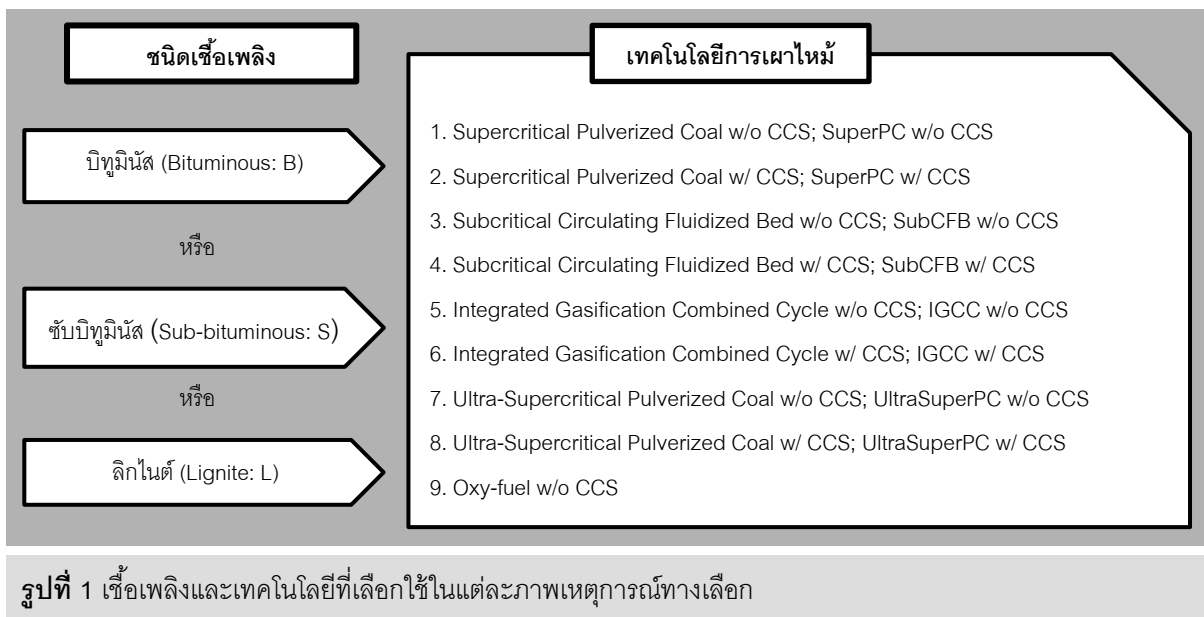 ชนิดเชื้อเพลิง
บิทูมินัส (Bituminous: B)
หรือ
ซับบิทูมินัส (Sub-bituminous: S)
หรือ
ลิกไนต์ (Lignite: L)
เทคโนโลยีการเผาไหม้
1. Supercritical Pulverized Coal w/o CCS; SuperPC w/o CCS
2. Supercritical Pulverized Coal w/ CCS; SuperPC w/ CCS
3. Subcritical Circulating Fluidized Bed w/o CCS; SubCFB w/o CCS
4. Subcritical Circulating Fluidized Bed w/ CCS; SubCFB w/ CCS
5. Integrated Gasification Combined Cycle w/o CCS; IGCC w/o CCS
6. Integrated Gasification Combined Cycle w/ CCS; IGCC w/ CCS
7. Ultra-Supercritical Pulverized Coal w/o CCS; UltraSuperPC w/o CCS
8. Ultra-Supercritical Pulverized Coal w/ CCS; UltraSuperPC w/ CCS
9. Oxy-fuel w/o CCS
รูปที่ 1 เชื้อเพลิงและเทคโนโลยีที่เลือกใช้ในแต่ละภาพเหตุการณ์ทางเลือก